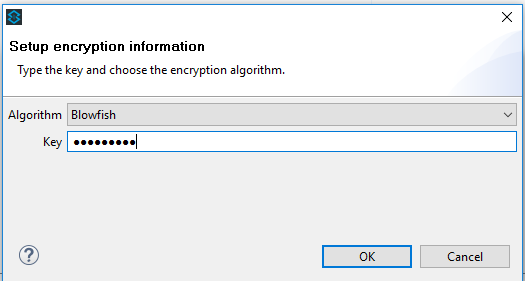 Setup encryption information
Type the key and choose the encryption algorithm.
Algorithm Blowfish
Key ●●●●●●●●●
?
OK Cancel